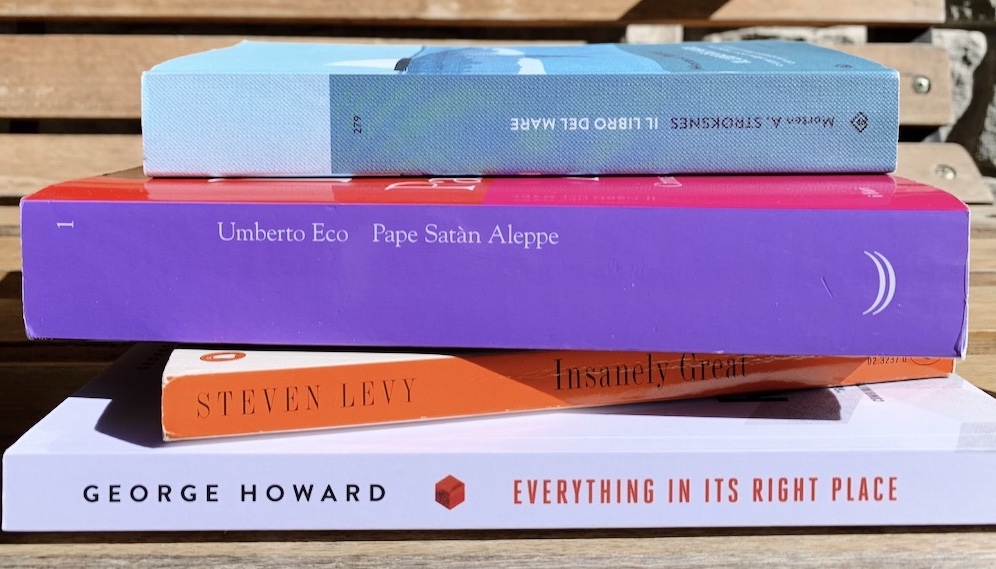 279 IL LIBRO DEL MARE Morten A. STRØKSNES
1 Umberto Eco Pape Satàn Aleppe
STEVEN LEVY Insanely Great
GEORGE HOWARD EVERYTHING IN ITS RIGHT PLACE